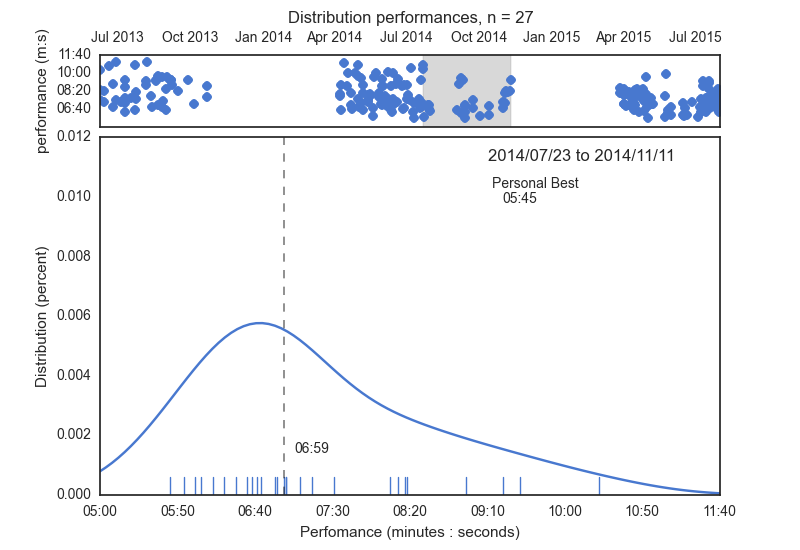 Distribution performances, n = 27
Jul 2013 Oct 2013 Jan 2014 Apr 2014 Jul 2014 Oct 2014 Jan 2015 Apr 2015 Jul 2015
performance (m:s)
11:40
10:00
08:20
06:40
Distribution (percent)
0.012
0.010
0.008
0.006
0.004
0.002
0.000
2014/07/23 to 2014/11/11
Personal Best
05:45
06:59
05:00 05:50 06:40 07:30 08:20 09:10 10:00 10:50 11:40
Perfomance (minutes : seconds)